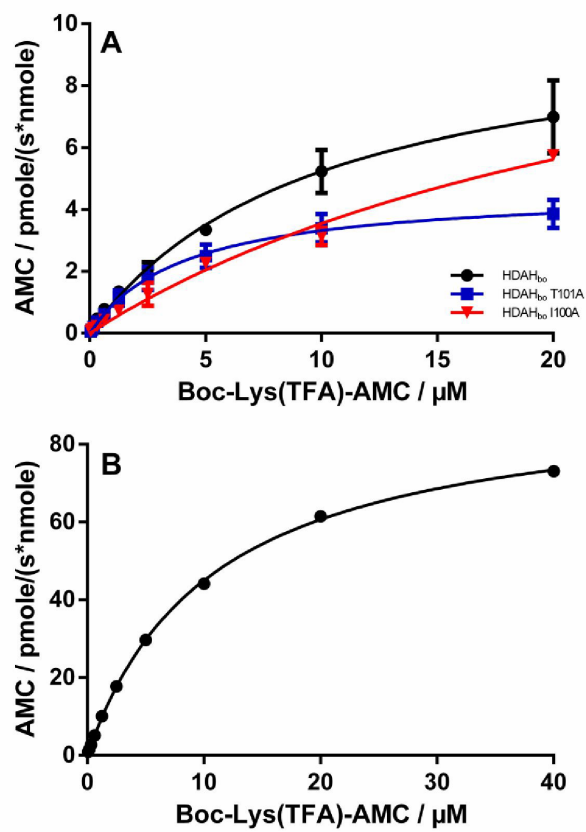 A
10
8
6
4
2
0
AMC / pmole/(s*nmole)
HDAHbo
HDAHbo T101A
HDAHbo I100A
0 5 10 15 20
Boc-Lys(TFA)-AMC / µM
B
80
60
40
20
0
AMC / pmole/(s*nmole)
0 10 20 30 40
Boc-Lys(TFA)-AMC / µM